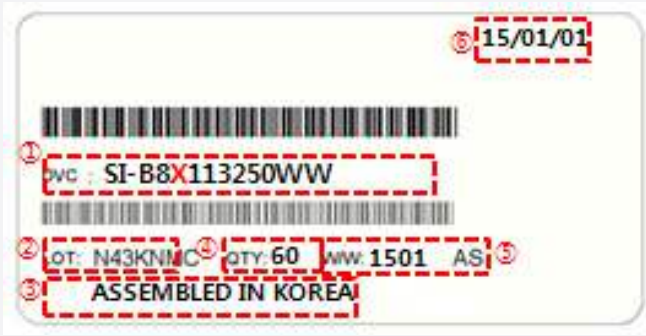 ⑥ 15/01/01
① DVC : SI-B8X113250WW
② LOT: N43KNMC ④ QTY: 60 WW: 1501 AS ⑤
③ ASSEMBLED IN KOREA